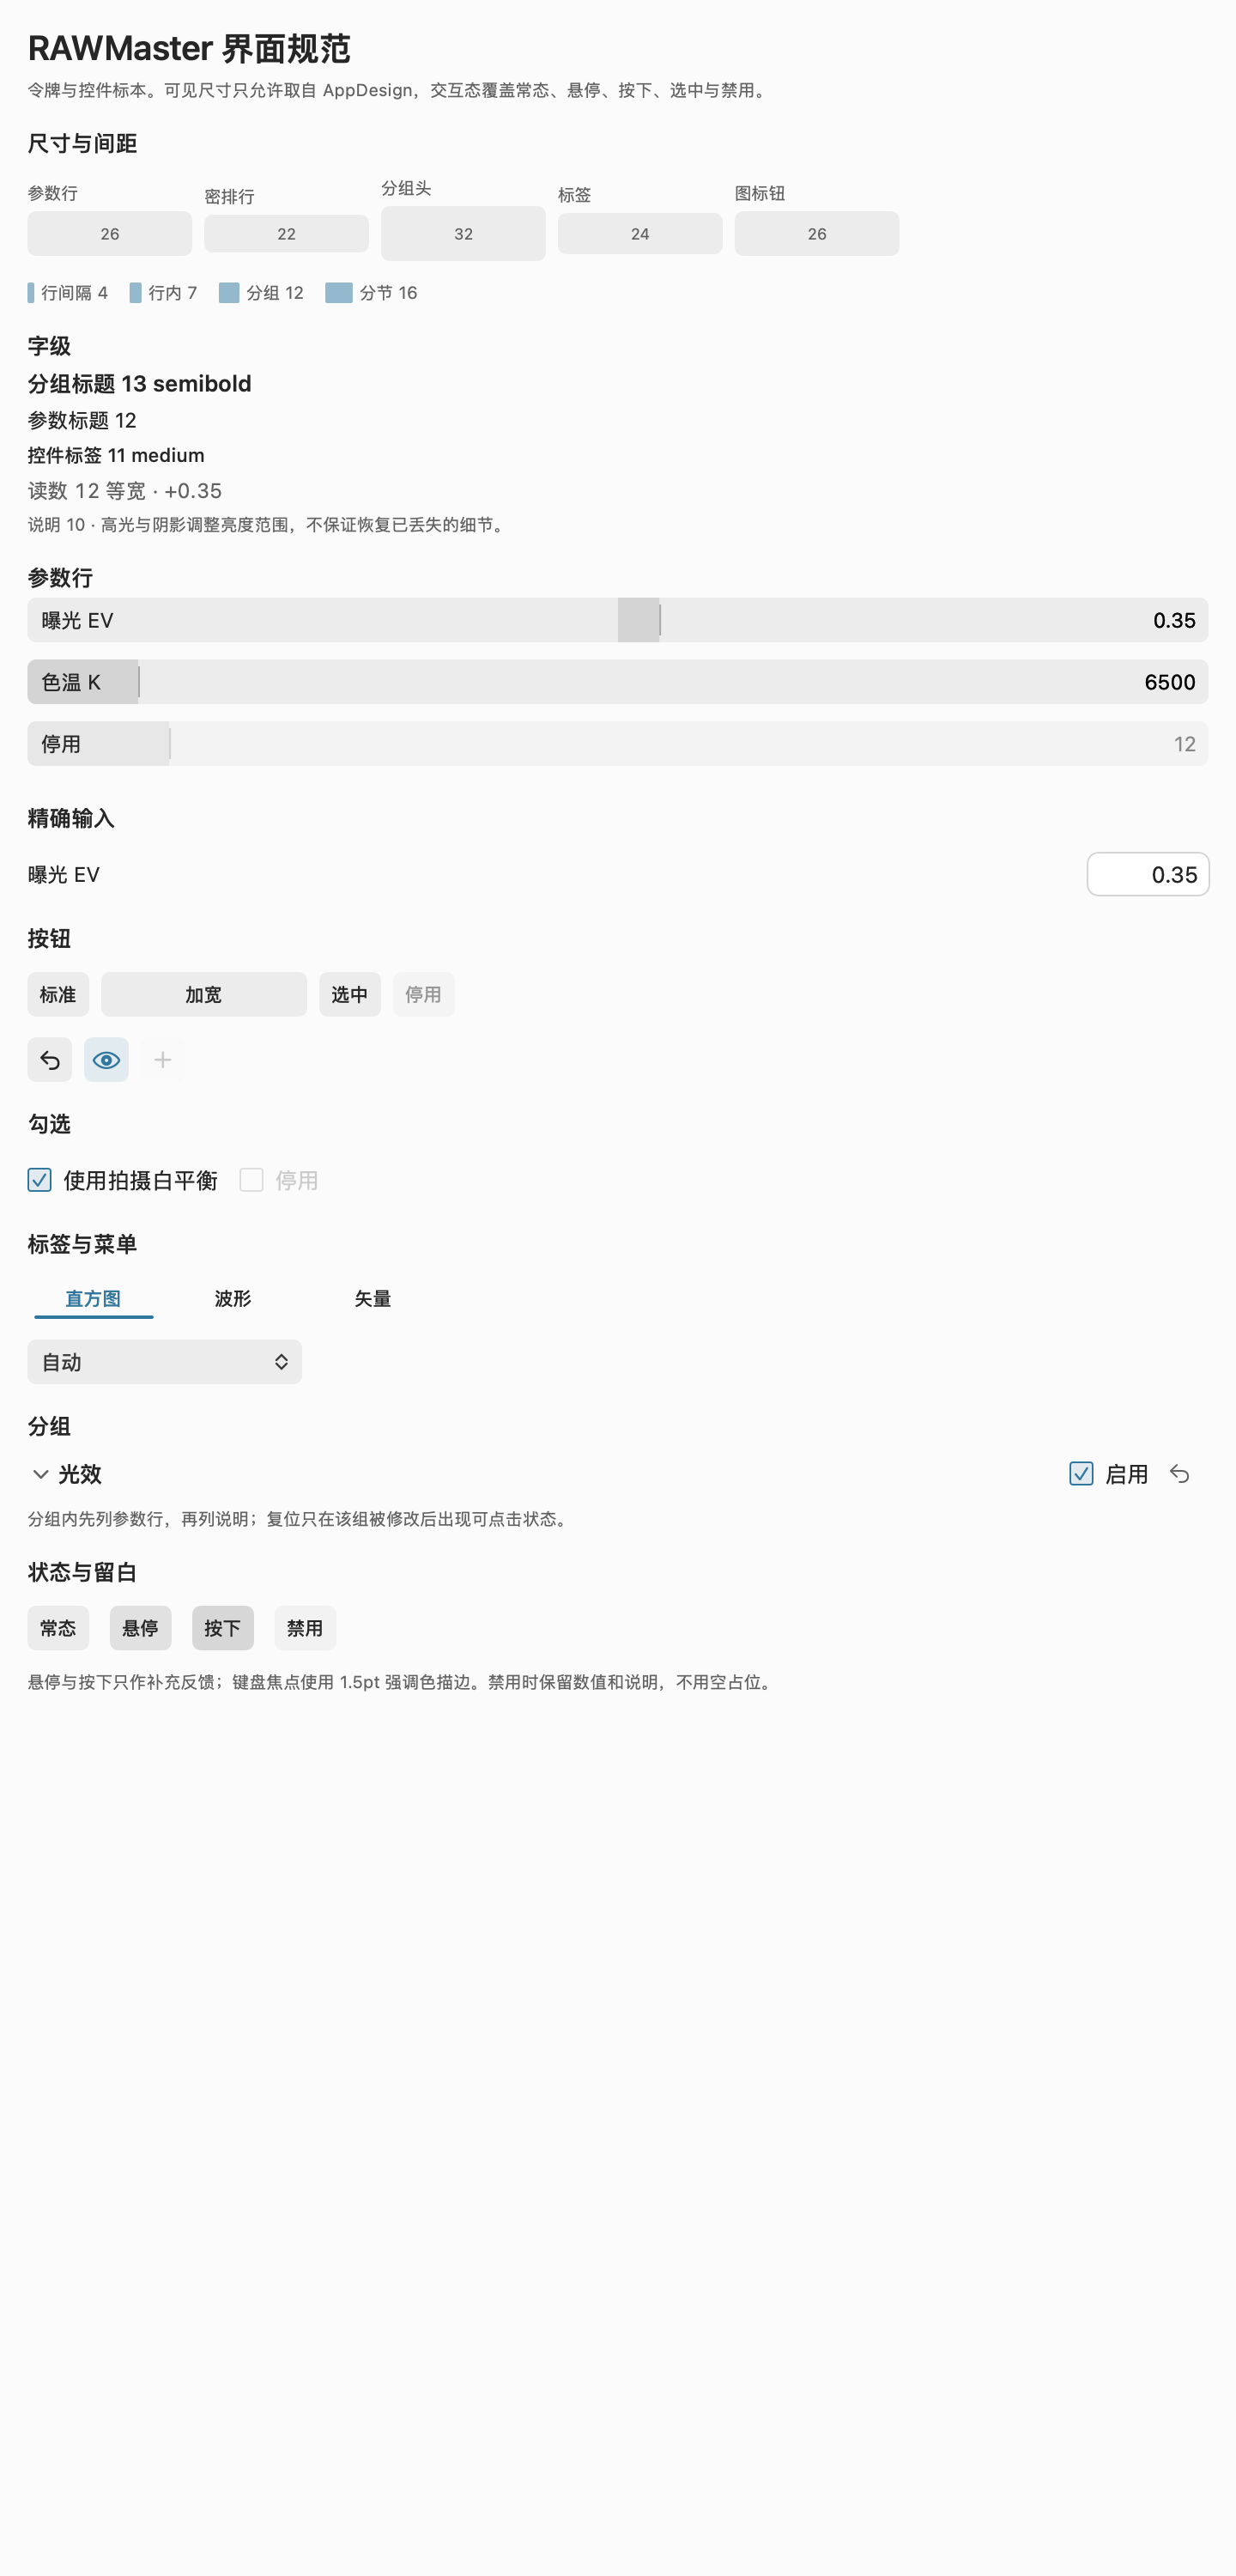 RAWMaster 界面规范
令牌与控件标本。可见尺寸只允许取自 AppDesign，交互态覆盖常态、悬停、按下、选中与禁用。
尺寸与间距
参数行 密排行 分组头 标签 图标钮
26 22 32 24 26
行间隔 4 行内 7 分组 12 分节 16
字级
分组标题 13 semibold
参数标题 12
控件标签 11 medium
读数 12 等宽 · +0.35
说明 10 · 高光与阴影调整亮度范围，不保证恢复已丢失的细节。
参数行
曝光 EV 0.35
色温 K 6500
停用 12
精确输入
曝光 EV 0.35
按钮
标准 加宽 选中 停用
勾选
使用拍摄白平衡 停用
标签与菜单
直方图 波形 矢量
自动
分组
光效 启用
分组内先列参数行，再列说明；复位只在该组被修改后出现可点击状态。
状态与留白
常态 悬停 按下 禁用
悬停与按下只作补充反馈；键盘焦点使用 1.5pt 强调色描边。禁用时保留数值和说明，不用空占位。